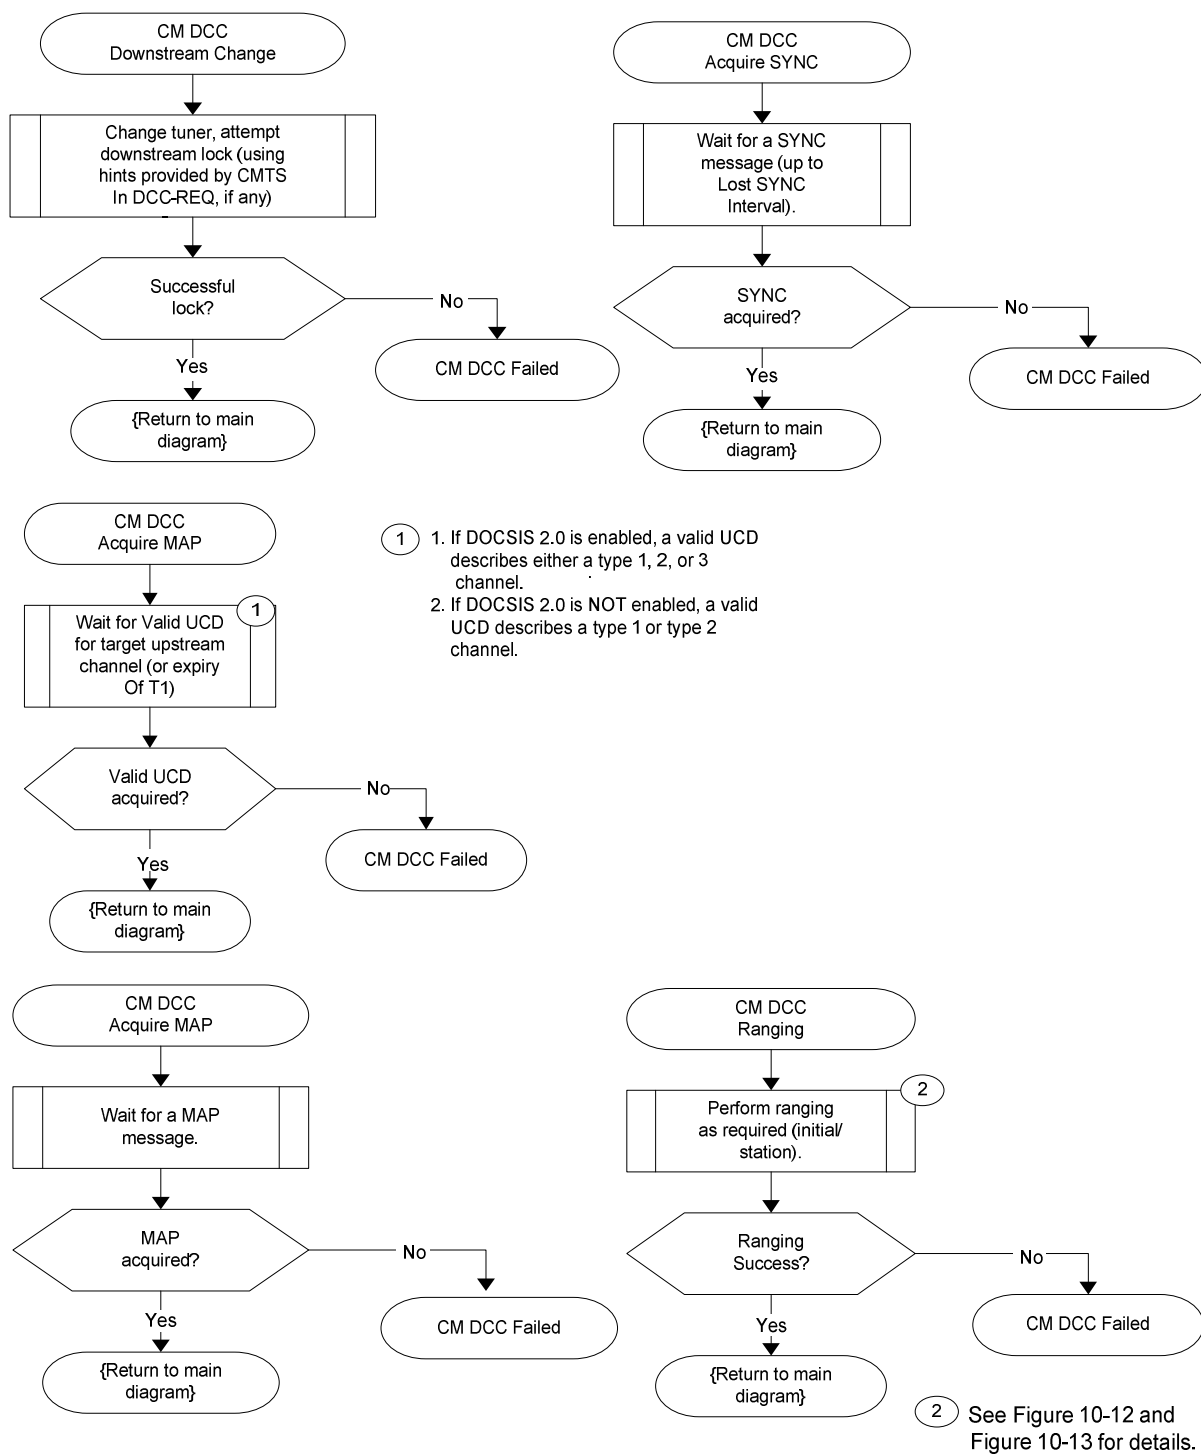 CM DCC
Downstream Change
Change tuner, attempt
downstream lock (using
hints provided by CMTS
In DCC-REQ, if any)
Successful
lock?
No
Yes
CM DCC Failed
{Return to main
diagram}
CM DCC
Acquire SYNC
Wait for a SYNC
message (up to
Lost SYNC
Interval).
SYNC
acquired?
No
Yes
CM DCC Failed
{Return to main
diagram}
CM DCC
Acquire MAP
1
Wait for Valid UCD
for target upstream
channel (or expiry
Of T1)
Valid UCD
acquired?
No
Yes
CM DCC Failed
{Return to main
diagram}
1
1. If DOCSIS 2.0 is enabled, a valid UCD
describes either a type 1, 2, or 3
channel.
2. If DOCSIS 2.0 is NOT enabled, a valid
UCD describes a type 1 or type 2
channel.
CM DCC
Acquire MAP
Wait for a MAP
message.
MAP
acquired?
No
Yes
CM DCC Failed
{Return to main
diagram}
CM DCC
Ranging
2
Perform ranging
as required (initial/
station).
Ranging
Success?
No
Yes
CM DCC Failed
{Return to main
diagram}
2
See Figure 10-12 and
Figure 10-13 for details.